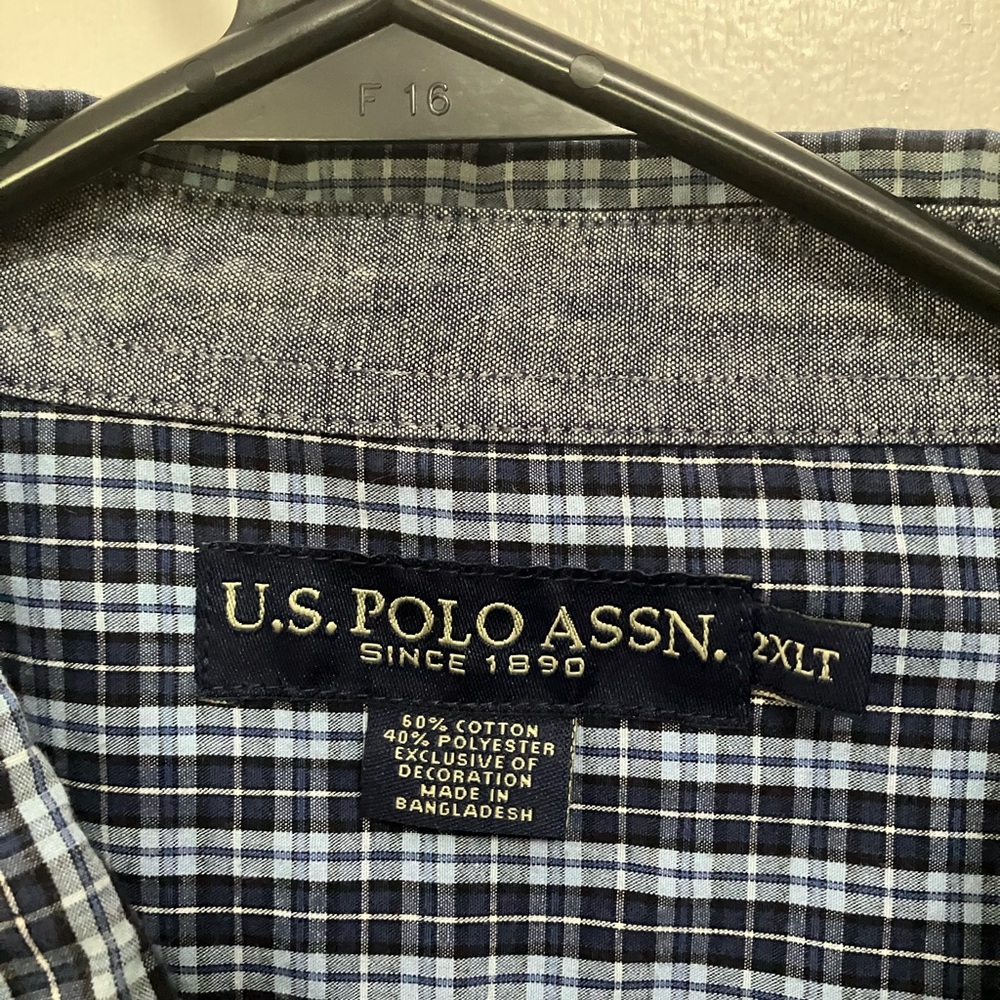 F 16
U.S. POLO ASSN.
SINCE 1890
2XLT
60% COTTON
40% POLYESTER
EXCLUSIVE OF
DECORATION
MADE IN
BANGLADESH